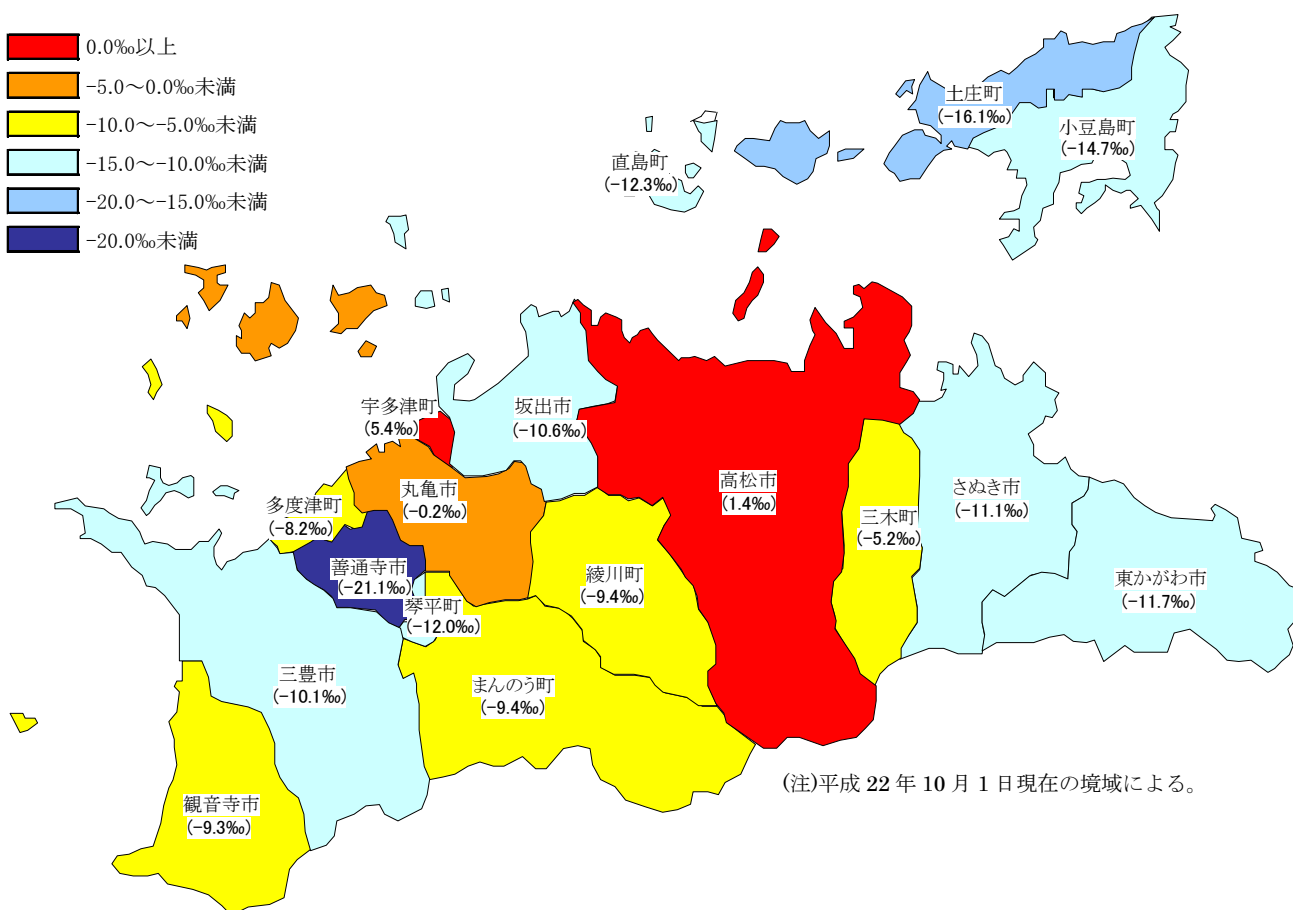 0.0‰以上
-5.0～0.0‰未満
-10.0～-5.0‰未満
-15.0～-10.0‰未満
-20.0～-15.0‰未満
-20.0‰未満
土庄町
(-16.1‰)
小豆島町
(-14.7‰)
直島町
(-12.3‰)
宇多津町
(5.4‰)
坂出市
(-10.6‰)
高松市
(1.4‰)
さぬき市
(-11.1‰)
丸亀市
(-0.2‰)
多度津町
(-8.2‰)
三木町
(-5.2‰)
善通寺市
(-21.1‰)
綾川町
(-9.4‰)
東かがわ市
(-11.7‰)
琴平町
(-12.0‰)
三豊市
(-10.1‰)
まんのう町
(-9.4‰)
観音寺市
(-9.3‰)
(注)平成 22 年 10 月 1 日現在の境域による。